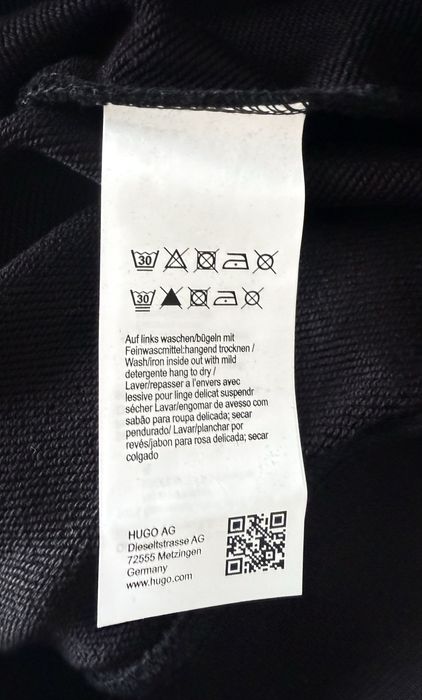 30
30
Auf links waschen/bügeln mit
Feinwascmittel:hangend trocknen /
Wash/iron inside out with mild
detergente hang to dry /
Laver/repasser a l'envers avec
lessive pour linge delicat suspendr
sécher Lavar/engomar de avesso com
sabão para roupa delicada; secar
pendurado/ Lavar/planchar por
revés/jabon para rosa delicada; secar
colgado
HUGO AG
Dieseltstrasse AG
72555 Metzingen
Germany
www.hugo.com